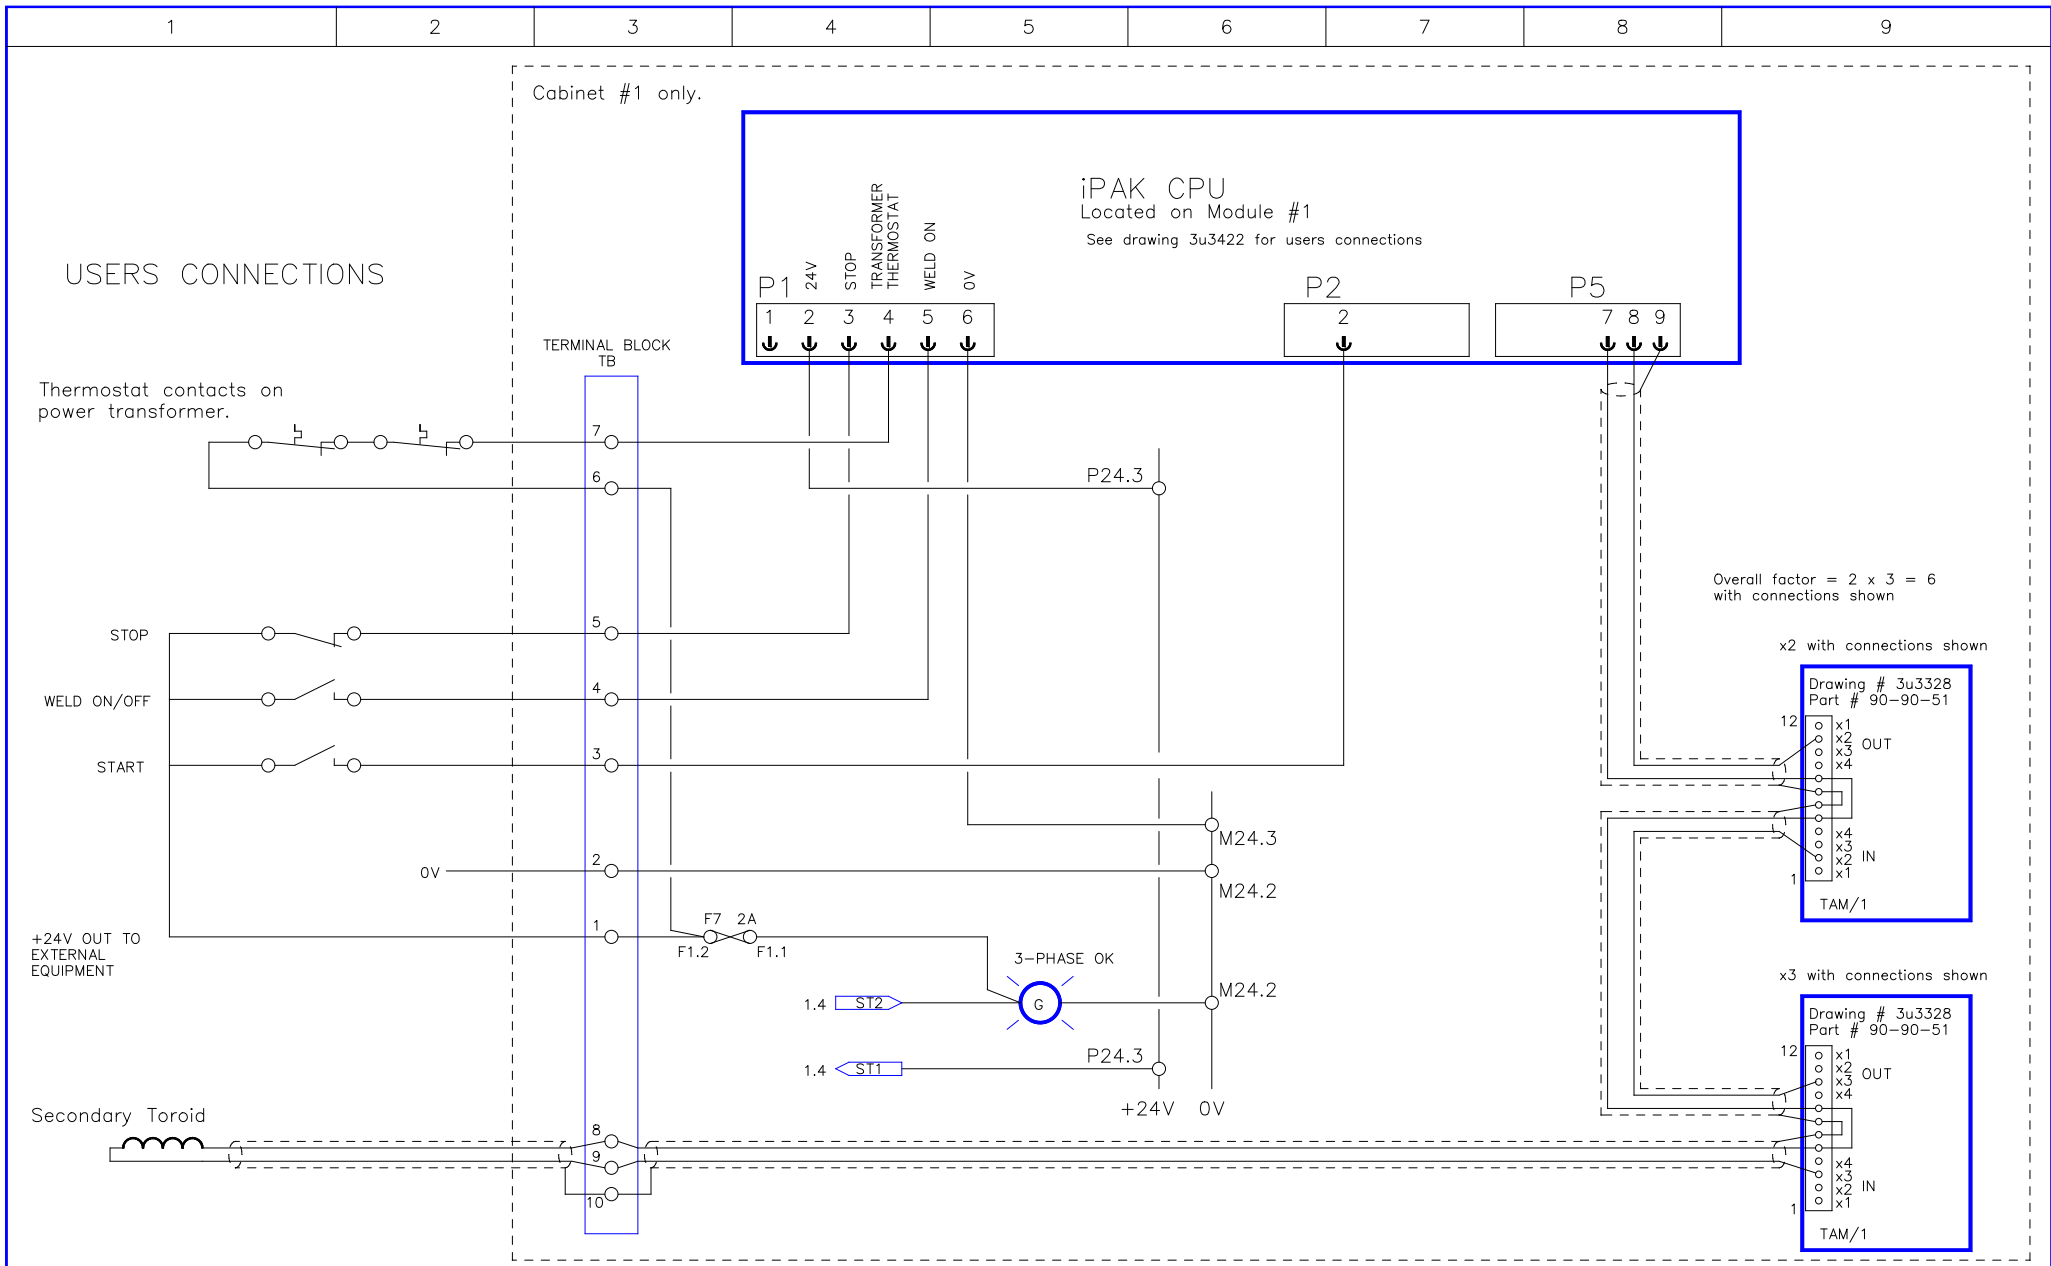 1 2 3 4 5 6 7 8 9
Cabinet #1 only.
iPAK CPU
Located on Module #1
See drawing 3u3422 for users connections
USERS CONNECTIONS
P1
24V
STOP
TRANSFORMER
THERMOSTAT
WELD ON
0V
1 2 3 4 5 6
P2
2
P5
7 8 9
TERMINAL BLOCK
TB
Thermostat contacts on
power transformer.
7
6
P24.3
Overall factor = 2 x 3 = 6
with connections shown
STOP
5
x2 with connections shown
WELD ON/OFF
4
Drawing # 3u3328
Part # 90-90-51
12
x1
x2
x3
x4
OUT
START
3
x4
x3
x2
x1
IN
1
TAM/1
M24.3
0V
2
M24.2
+24V OUT TO
EXTERNAL
EQUIPMENT
1
F7 2A
F1.2
F1.1
3-PHASE OK
G
1.4
ST2
M24.2
1.4
ST1
P24.3
+24V 0V
x3 with connections shown
Drawing # 3u3328
Part # 90-90-51
12
x1
x2
x3
x4
OUT
x4
x3
x2
x1
IN
1
TAM/1
Secondary Toroid
8
9
10